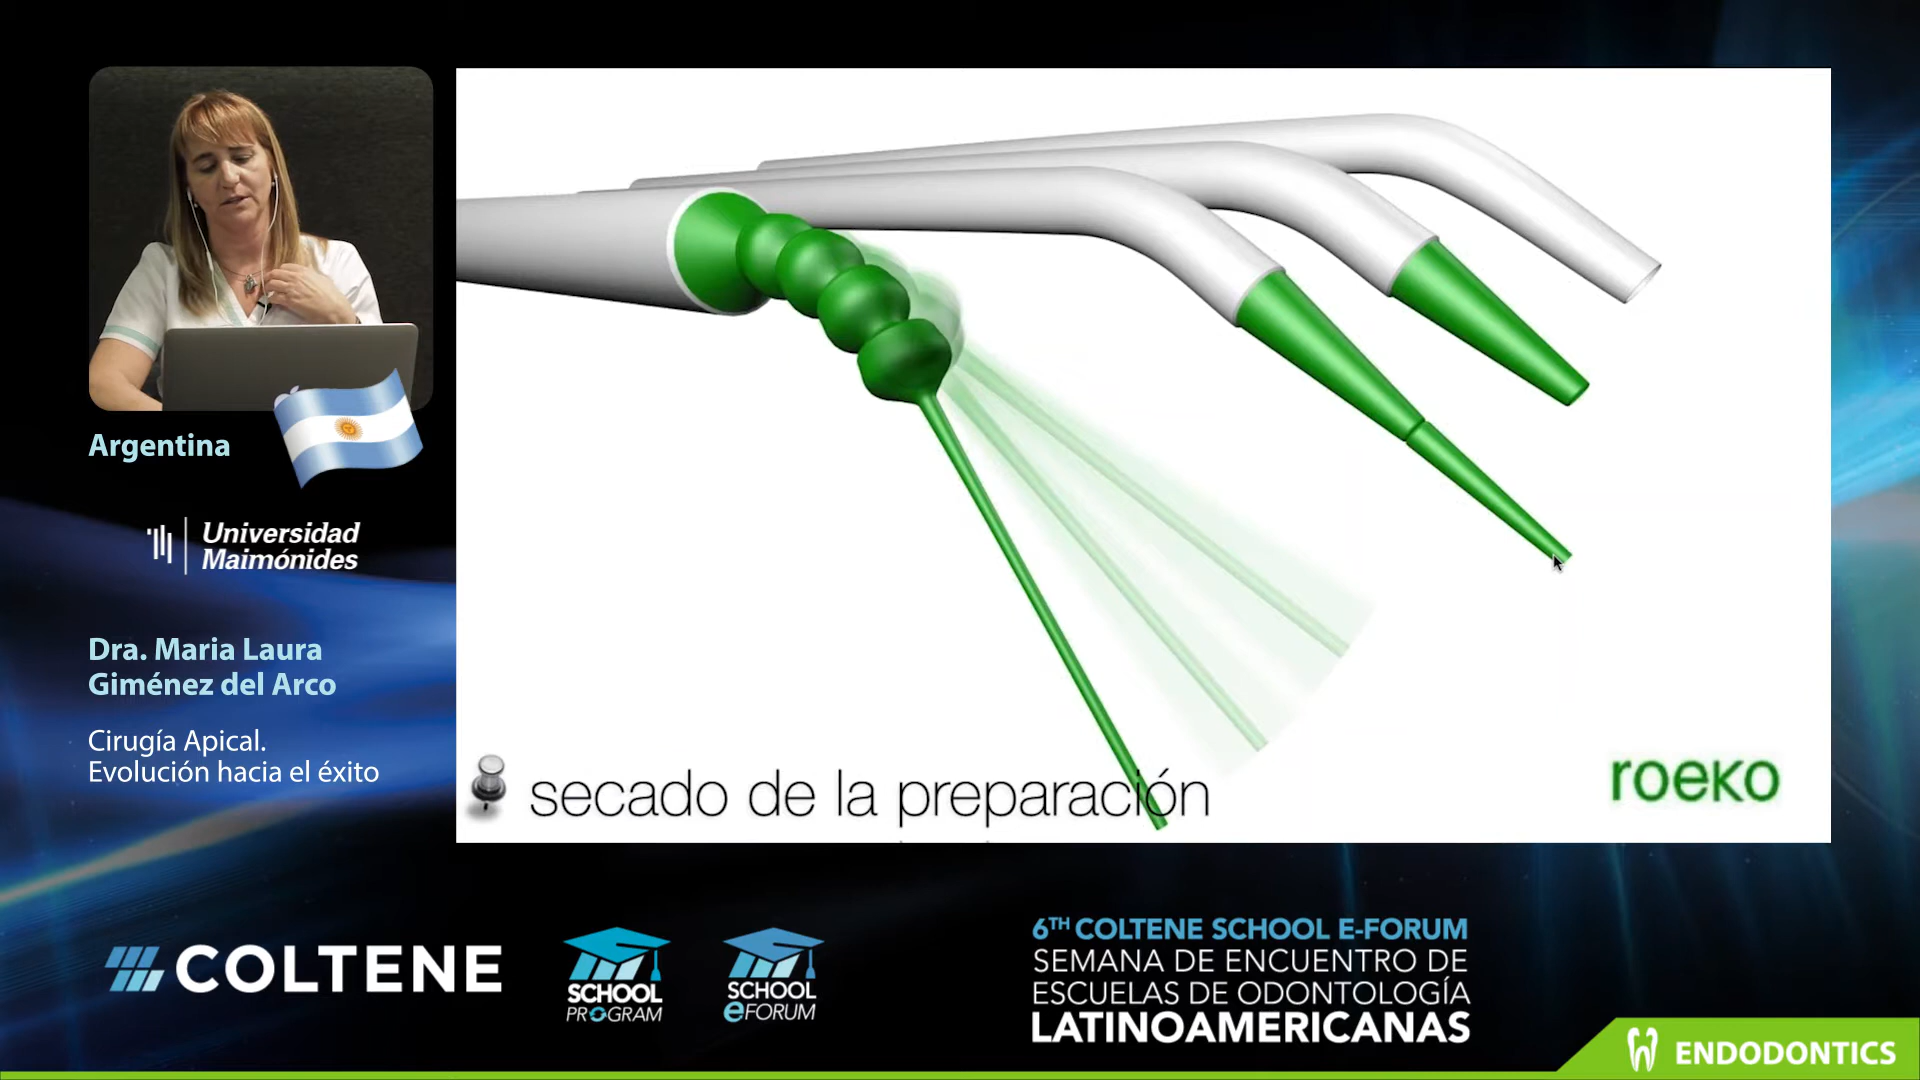 Argentina
Universidad
Maimónides
Dra. Maria Laura
Giménez del Arco
Cirugía Apical.
Evolución hacia el éxito
secado de la preparación
roeko
COLTENE
SCHOOL
PROGRAM
SCHOOL
eFORUM
6TH COLTENE SCHOOL E-FORUM
SEMANA DE ENCUENTRO DE
ESCUELAS DE ODONTOLOGÍA
LATINOAMERICANAS
ENDODONTICS